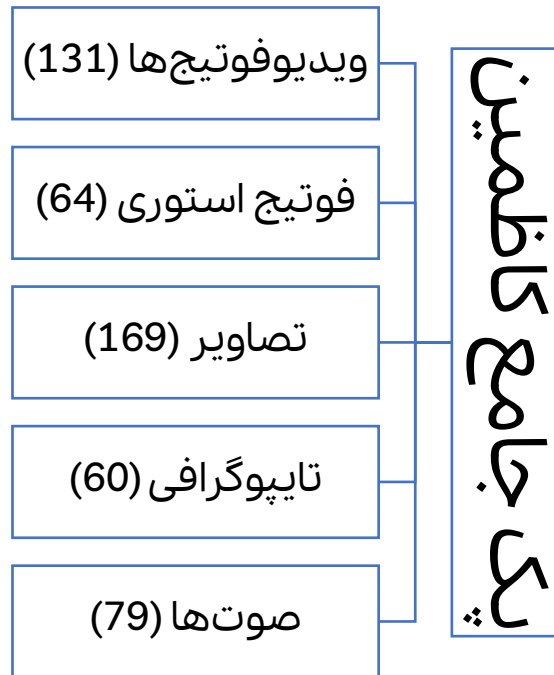 پک جامع کاظمین
ویدیوفوتیج‌ها (131)
فوتیج استوری (64)
تصاویر (169)
تایپوگرافی (60)
صوت‌ها (79)